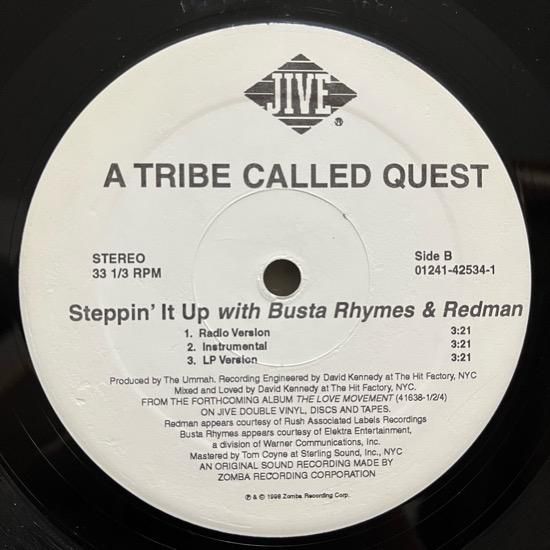 JIVE®
A TRIBE CALLED QUEST
STEREO
33 1/3 RPM
Side B
01241-42534-1
Steppin' It Up with Busta Rhymes & Redman
1. Radio Version 3:21
2. Instrumental 3:21
3. LP Version 3:21
Produced by The Ummah. Recording Engineered by David Kennedy at The Hit Factory, NYC
Mixed and Loved by David Kennedy at The Hit Factory, NYC.
FROM THE FORTHCOMING ALBUM THE LOVE MOVEMENT (41638-1/2/4)
ON JIVE DOUBLE VINYL, DISCS AND TAPES.
Redman appears courtesy of Rush Associated Labels Recordings
Busta Rhymes appears courtesy of Elektra Entertainment,
a division of Warner Communications, Inc.
Mastered by Tom Coyne at Sterling Sound, Inc., NYC
AN ORIGINAL SOUND RECORDING MADE BY
ZOMBA RECORDING CORPORATION
℗ & © 1998 Zomba Recording Corp.